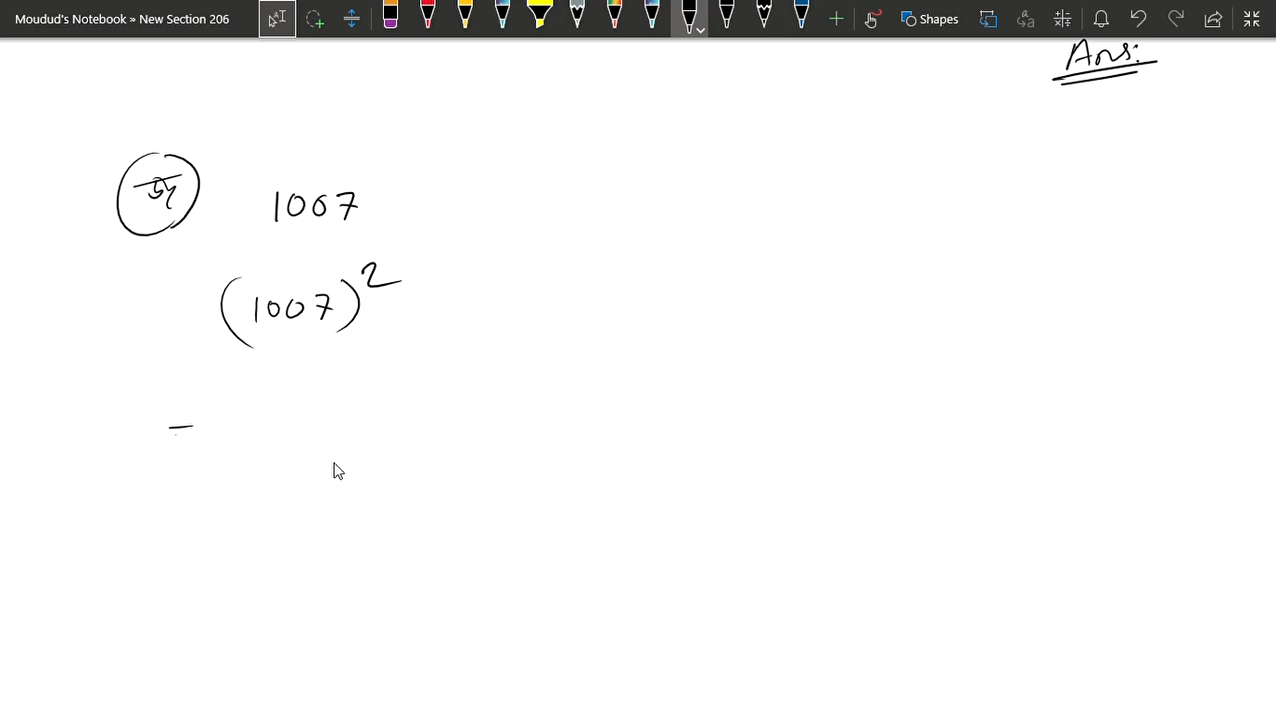 Moudud's Notebook » New Section 206
Shapes
Ans:
1007
(1007)²
=